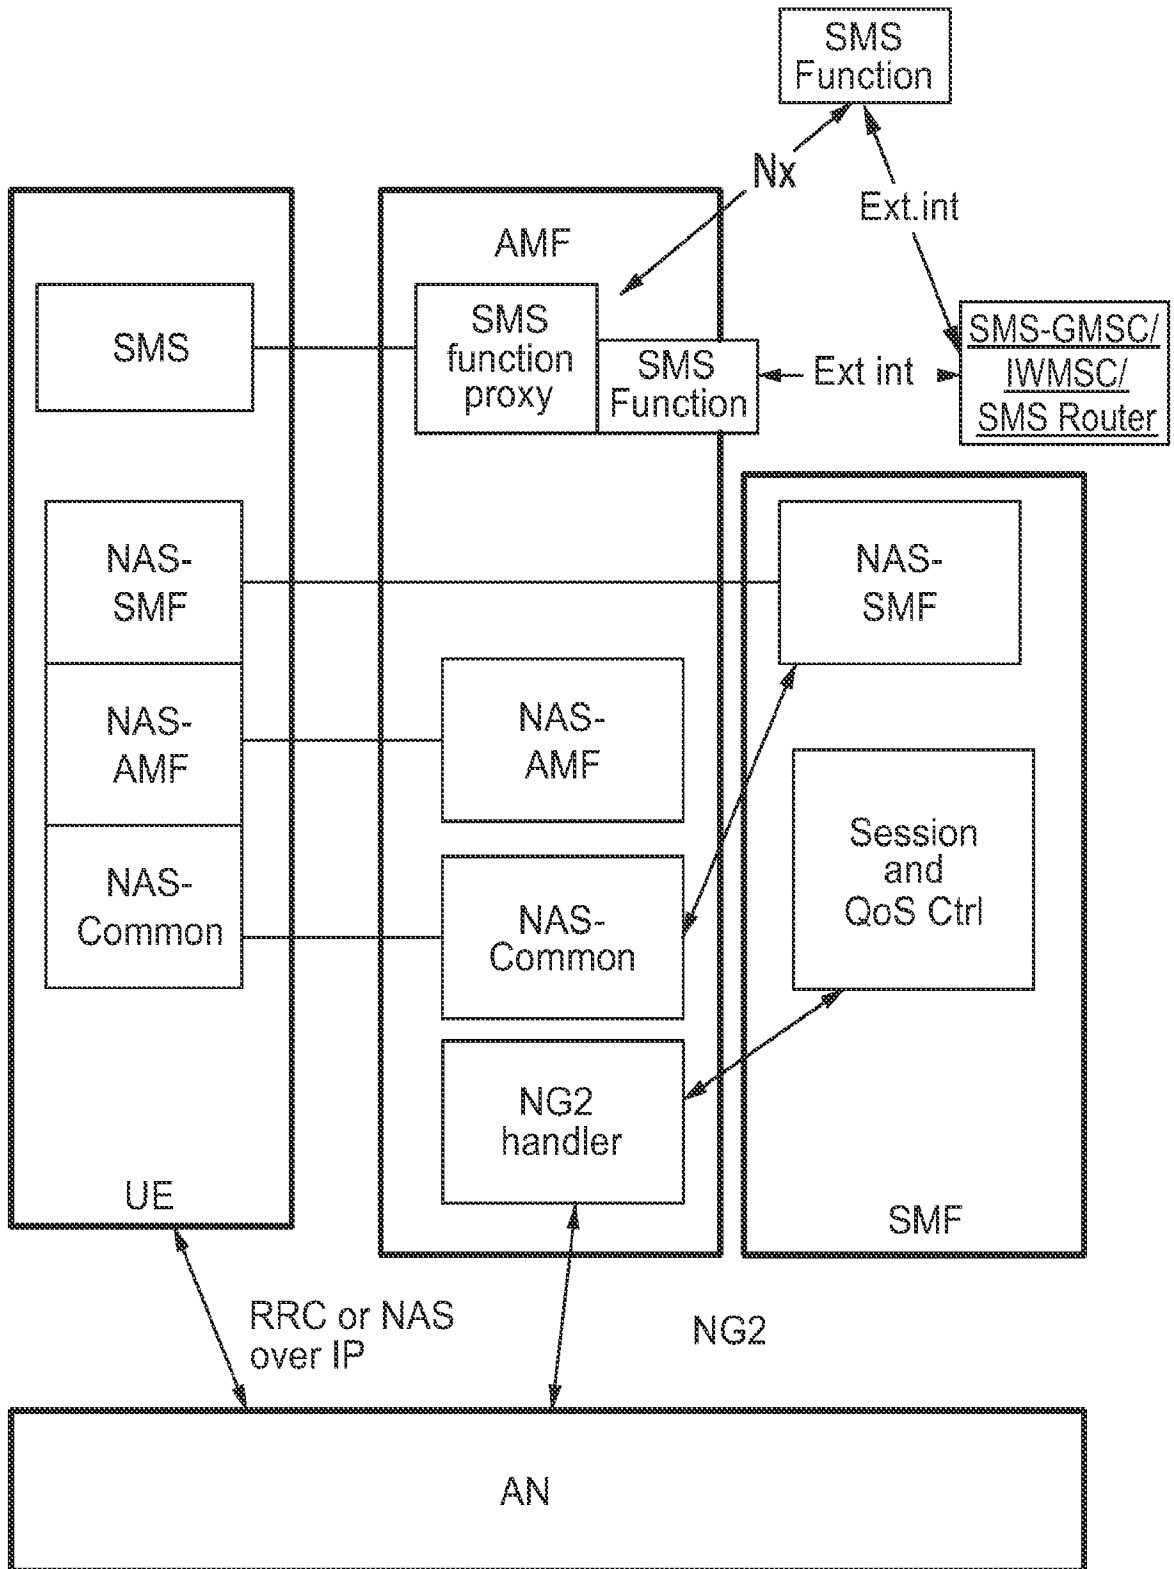 SMS
Function
Nx
Ext.int
AMF
SMS
SMS
function
proxy
SMS
Function
Ext int
SMS-GMSC/
IWMSC/
SMS Router
NAS-
SMF
NAS-
SMF
NAS-
AMF
NAS-
AMF
Session
and
QoS Ctrl
NAS-
Common
NAS-
Common
NG2
handler
UE
SMF
RRC or NAS
over IP
NG2
AN